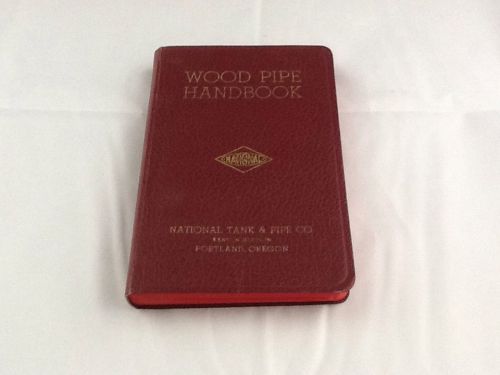 WOOD PIPE
HANDBOOK
NATIONAL
NATIONAL TANK & PIPE CO
PORTLAND, OREGON